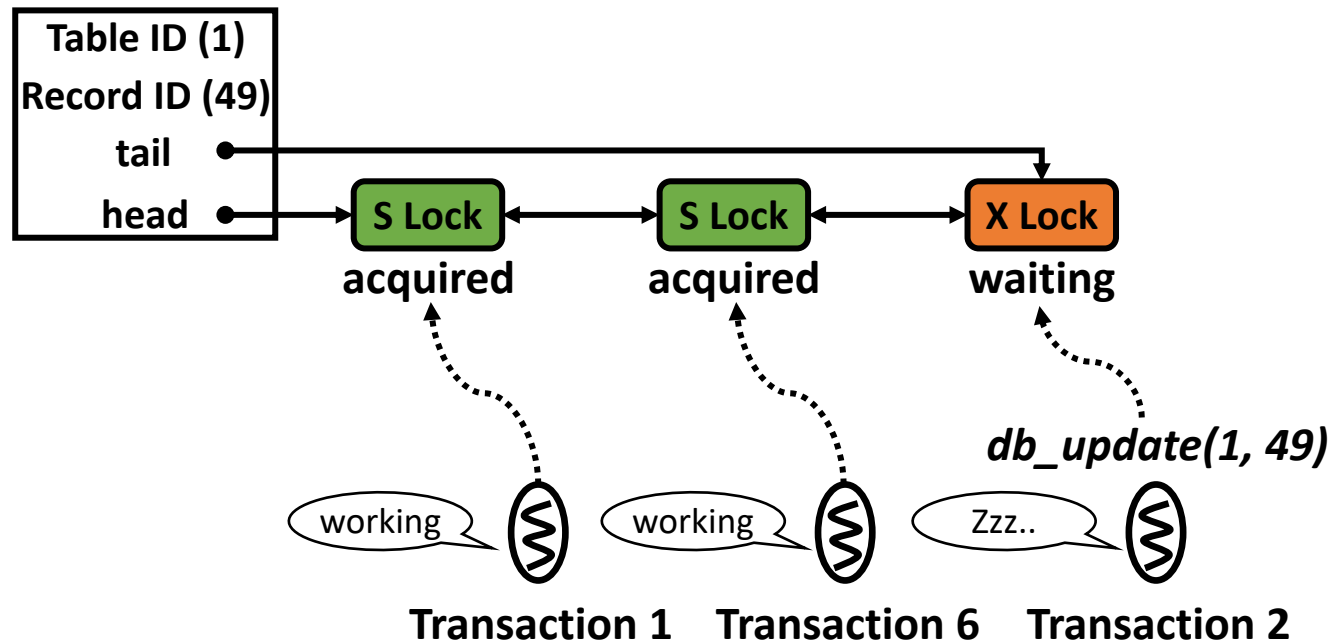 Table ID (1)
Record ID (49)
tail
head
S Lock
S Lock
X Lock
acquired
acquired
waiting
db_update(1, 49)
working
working
Zzz..
Transaction 1
Transaction 6
Transaction 2